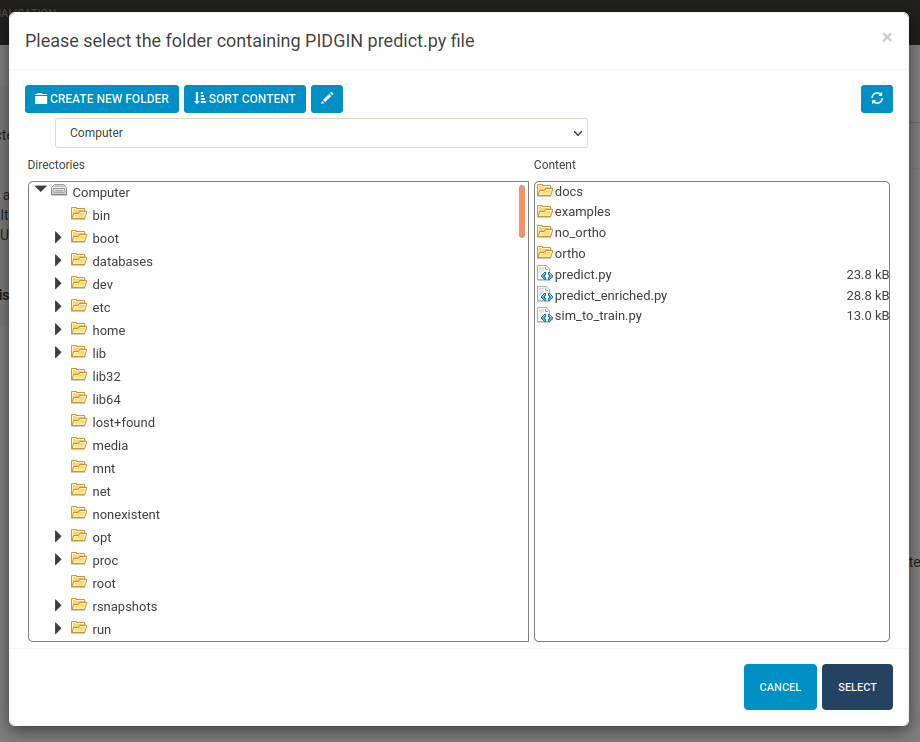 Please select the folder containing PIDGIN predict.py file
×
CREATE NEW FOLDER
SORT CONTENT
Computer
Directories
Content
Computer
bin
boot
databases
dev
etc
home
lib
lib32
lib64
lost+found
media
mnt
net
nonexistent
opt
proc
root
rsnapshots
run
docs
examples
no_ortho
ortho
predict.py 23.8 kB
predict_enriched.py 28.8 kB
sim_to_train.py 13.0 kB
CANCEL
SELECT